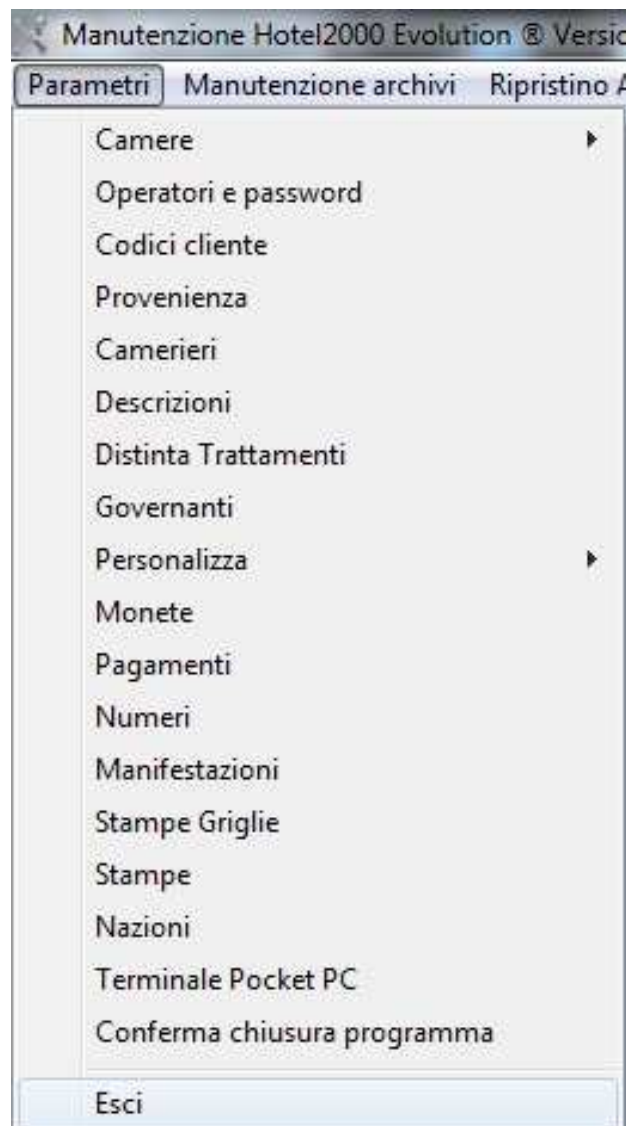 Manutenzione Hotel2000 Evolution ®
Parametri Manutenzione archivi Ripristino
Camere
Operatori e password
Codici cliente
Provenienza
Camerieri
Descrizioni
Distinta Trattamenti
Governanti
Personalizza
Monete
Pagamenti
Numeri
Manifestazioni
Stampe Griglie
Stampe
Nazioni
Terminale Pocket PC
Conferma chiusura programma
Esci